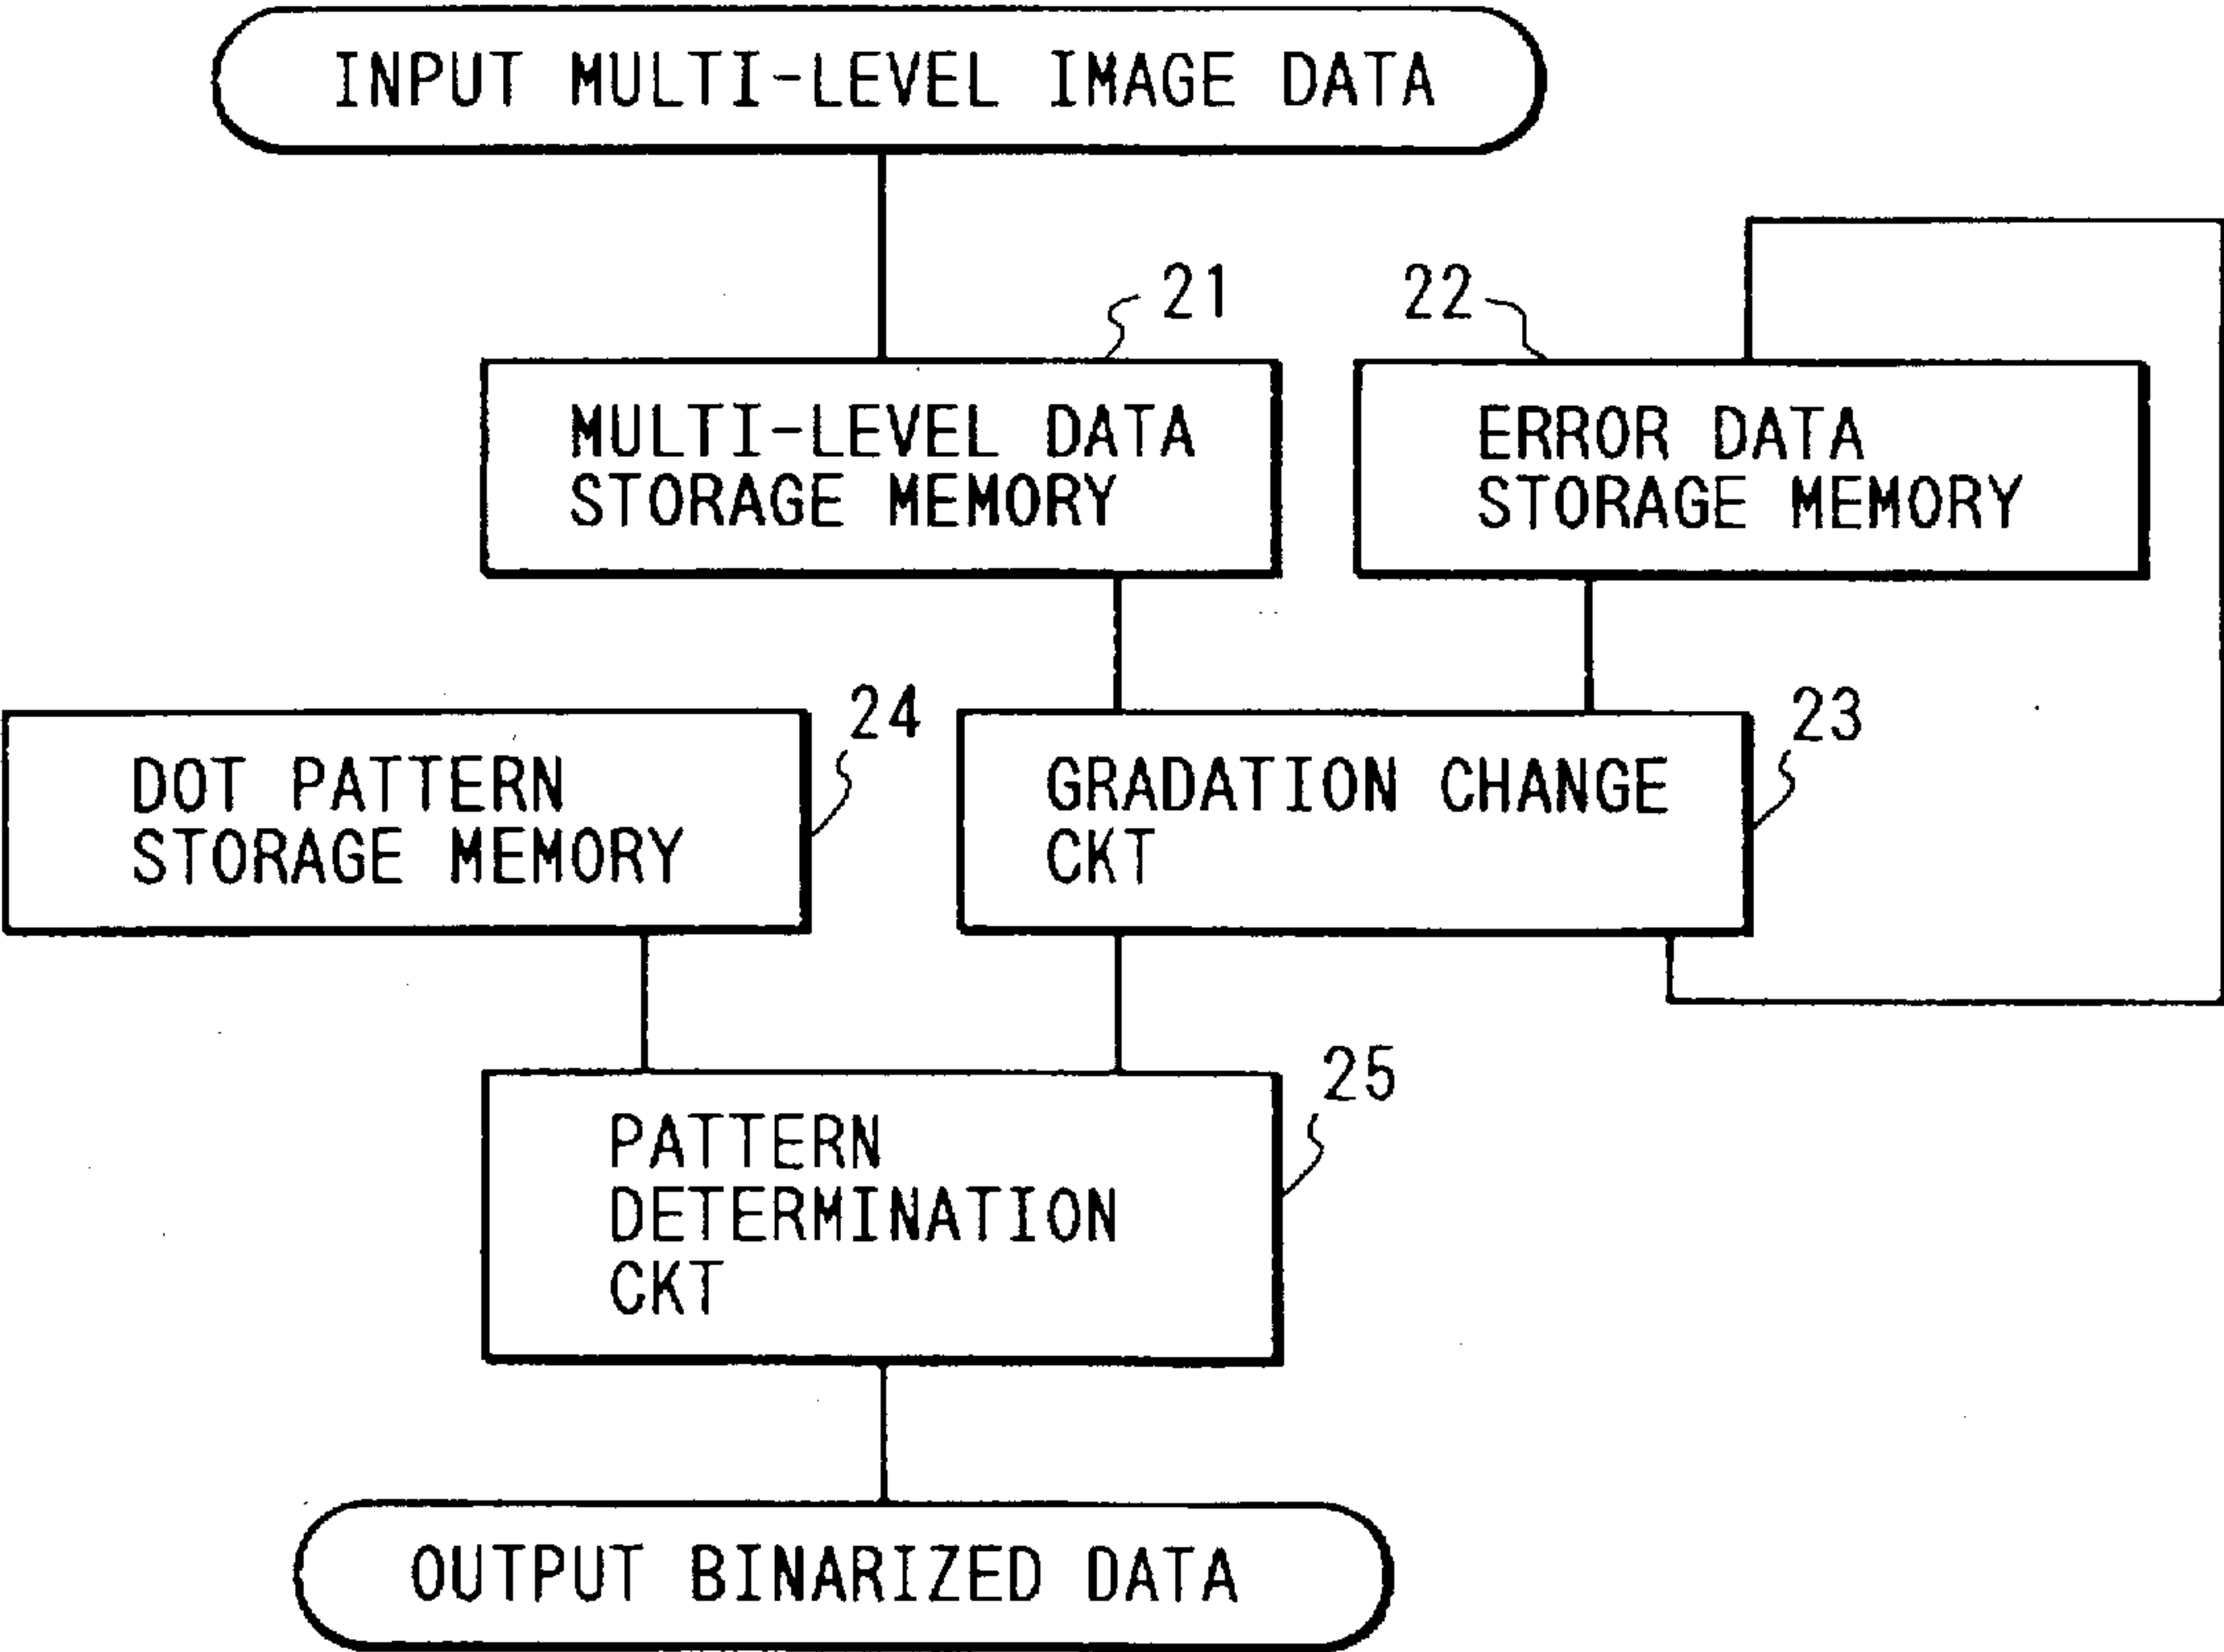 INPUT MULTI-LEVEL IMAGE DATA
21
22
MULTI-LEVEL DATA
STORAGE MEMORY
ERROR DATA
STORAGE MEMORY
24
23
DOT PATTERN
STORAGE MEMORY
GRADATION CHANGE
CKT
25
PATTERN
DETERMINATION
CKT
OUTPUT BINARIZED DATA